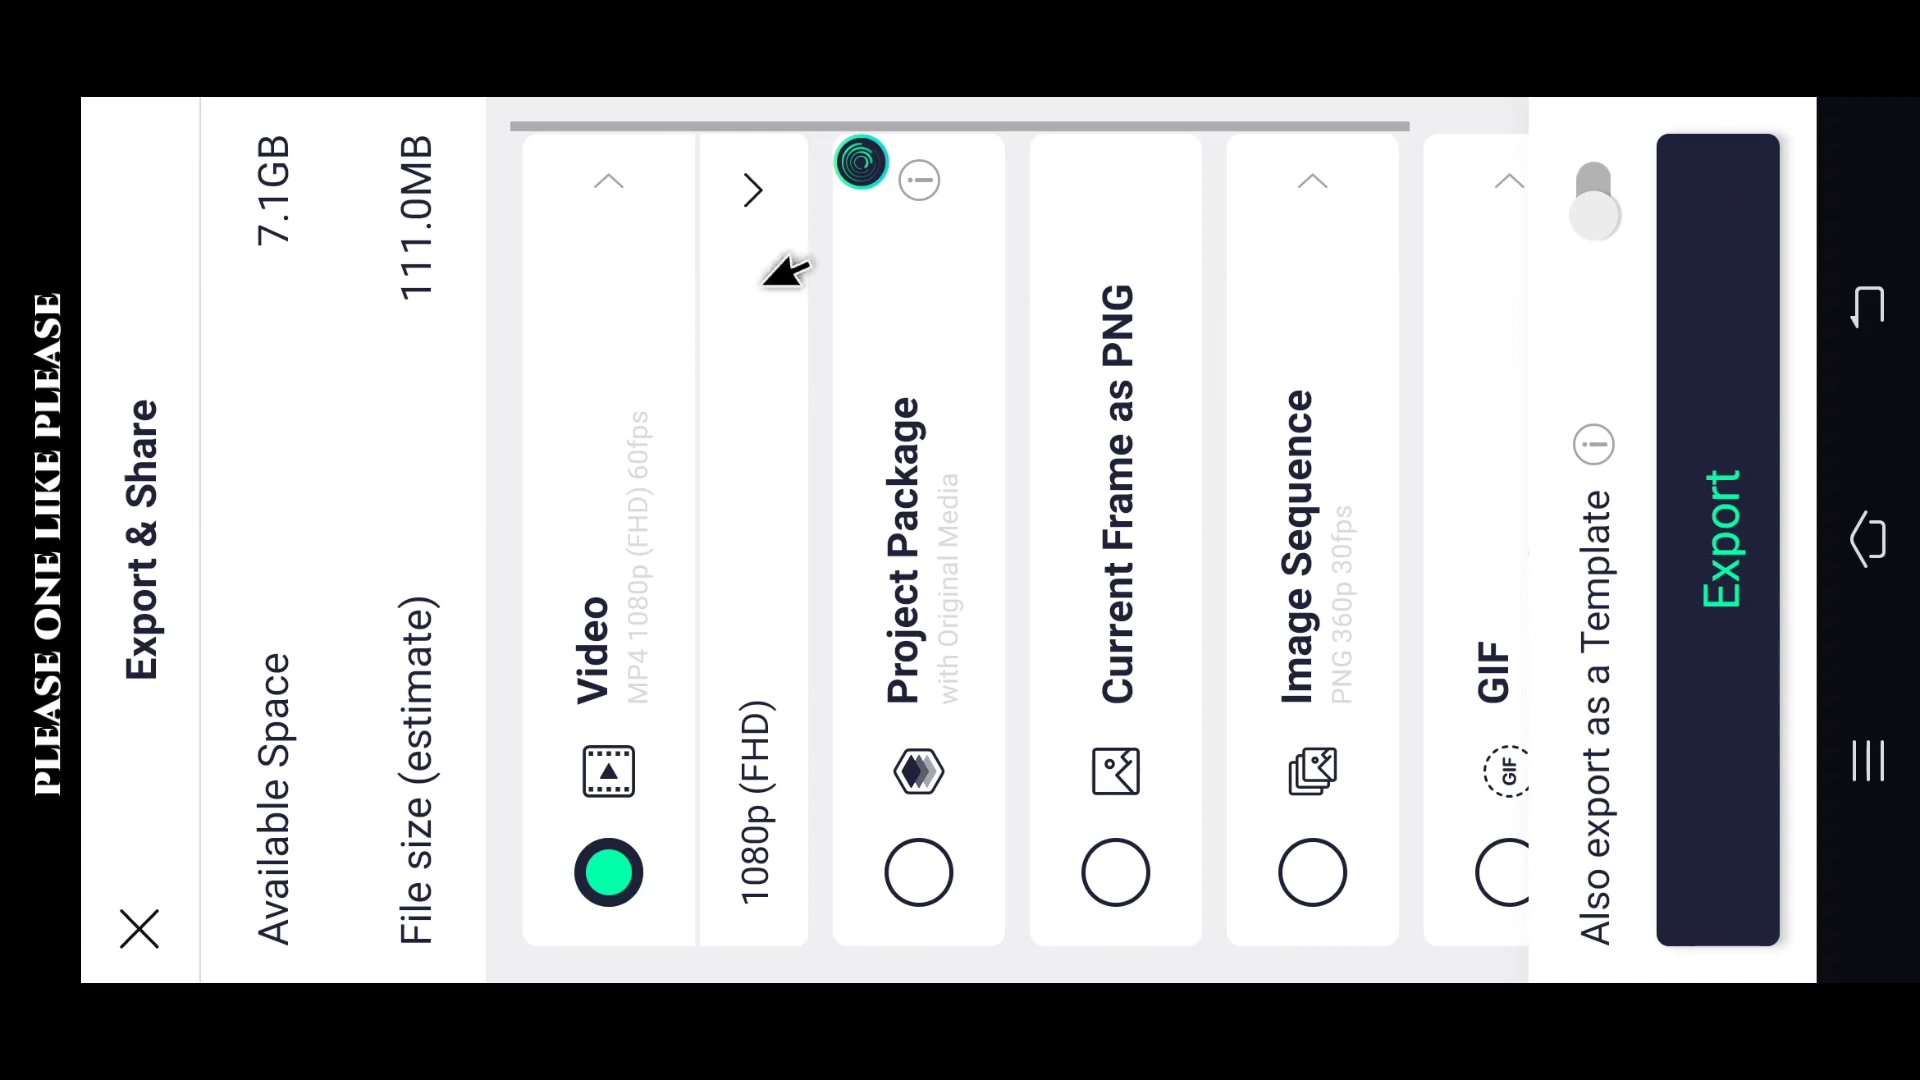 PLEASE ONE LIKE PLEASE
Export & Share
Available Space 7.1GB
File size (estimate) 111.0MB
Video
MP4 1080p (FHD) 60fps
1080p (FHD)
Project Package
with Original Media
Current Frame as PNG
Image Sequence
PNG 360p 30fps
GIF
GIF
Also export as a Template
Export